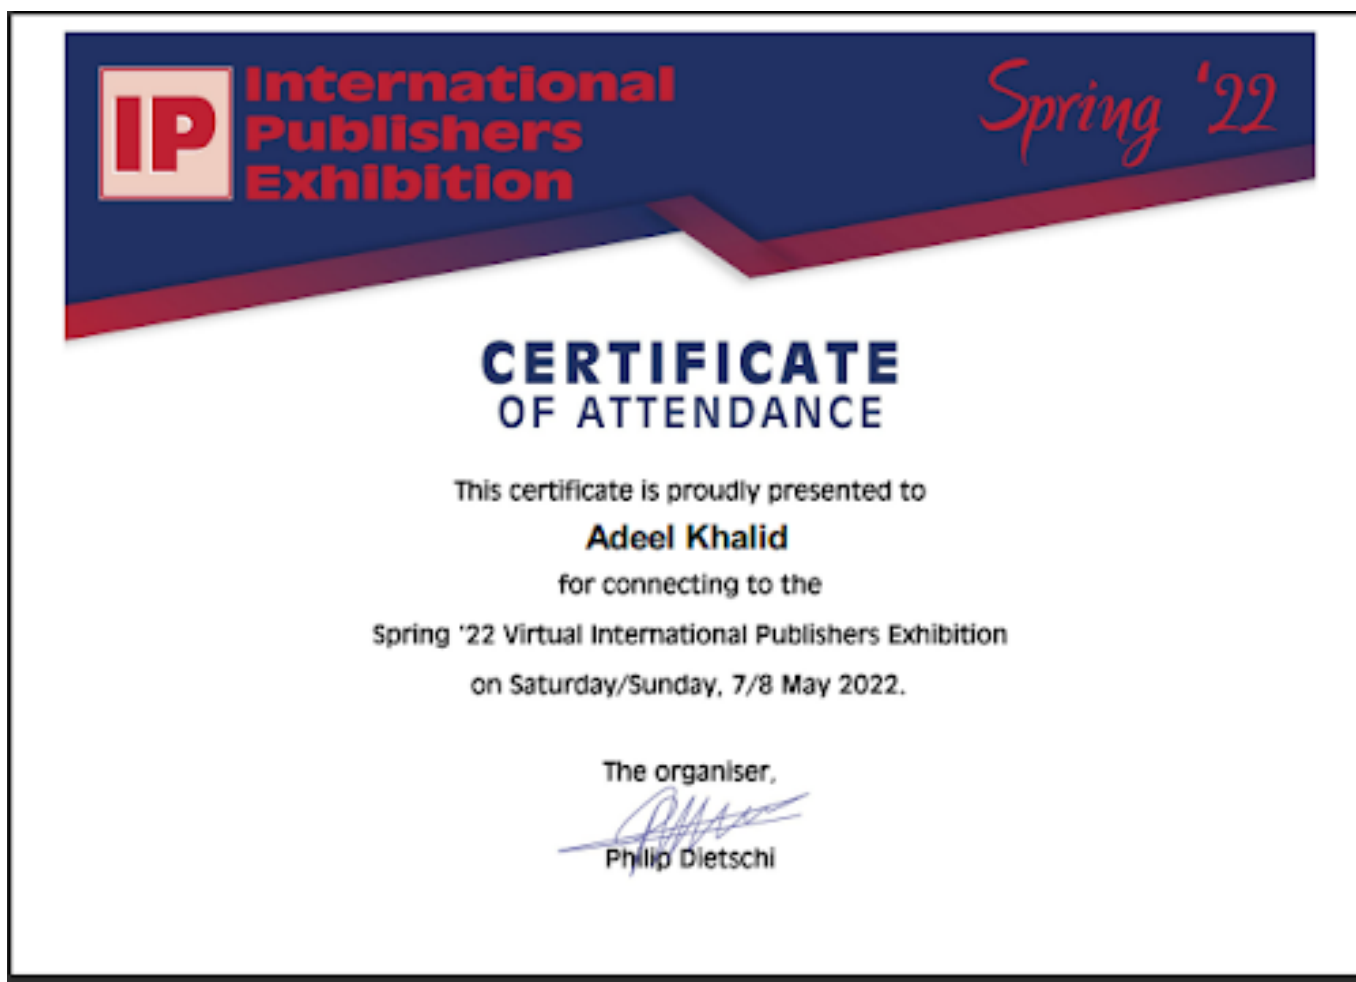 IP
International
Publishers
Exhibition
Spring '22
CERTIFICATE
OF ATTENDANCE
This certificate is proudly presented to
Adeel Khalid
for connecting to the
Spring '22 Virtual International Publishers Exhibition
on Saturday/Sunday, 7/8 May 2022.
The organiser,
Philip Dietschi